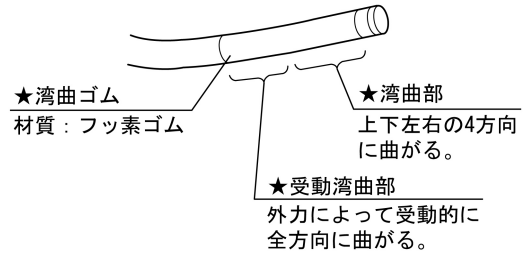 ★湾曲ゴム
材質：フッ素ゴム
★湾曲部
上下左右の4方向
に曲がる。
★受動湾曲部
外力によって受動的に
全方向に曲がる。